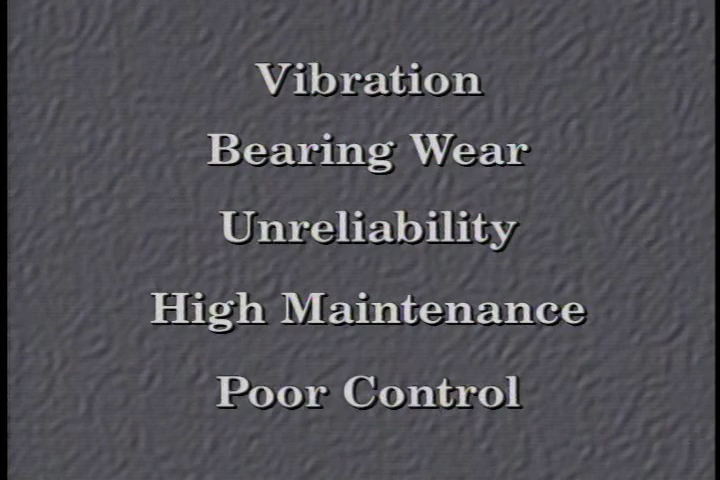 Vibration
Bearing Wear
Unreliability
High Maintenance
Poor Control